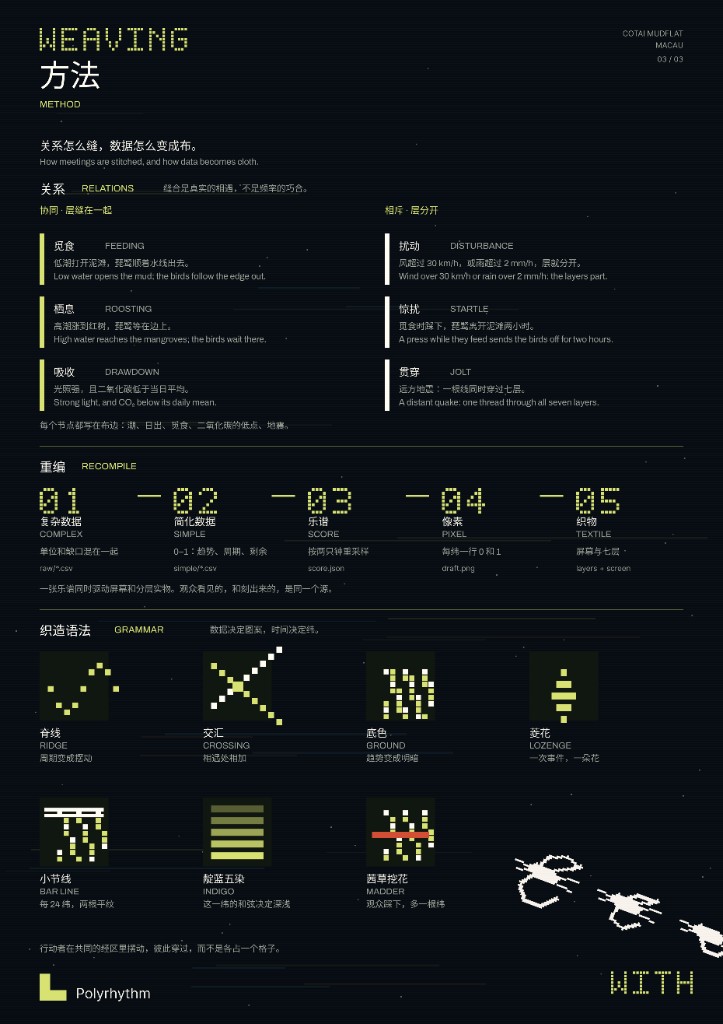 WEAVING
COTAI MUDFLAT
MACAU
03 / 03
方法
METHOD
关系怎么缝，数据怎么变成布。
How meetings are stitched, and how data becomes cloth.
关系 RELATIONS 缝合是真实的相遇，不是频率的巧合。
协同 · 层缝在一起
觅食 FEEDING
低潮打开泥滩，琵鹭顺着水线出去。
Low water opens the mud; the birds follow the edge out.
栖息 ROOSTING
高潮涨到红树，琵鹭等在边上。
High water reaches the mangroves; the birds wait there.
吸收 DRAWDOWN
光照强，且二氧化碳低于当日平均。
Strong light, and CO₂ below its daily mean.
相斥 · 层分开
扰动 DISTURBANCE
风超过 30 km/h，或雨超过 2 mm/h，层就分开。
Wind over 30 km/h or rain over 2 mm/h: the layers part.
惊扰 STARTLE
觅食时踩下，琵鹭离开泥滩两小时。
A press while they feed sends the birds off for two hours.
贯穿 JOLT
远方地震：一根线同时穿过七层。
A distant quake: one thread through all seven layers.
每个节点都写在布边：潮、日出、觅食、二氧化碳的低点、地震。
重编 RECOMPILE
01 — 02 — 03 — 04 — 05
复杂数据 简化数据 乐谱 像素 织物
COMPLEX SIMPLE SCORE PIXEL TEXTILE
单位和缺口混在一起 0–1：趋势、周期、剩余 按两只钟重采样 每纬一行 0 和 1 屏幕与七层
raw/*.csv simple/*.csv score.json draft.png layers + screen
一张乐谱同时驱动屏幕和分层实物。观众看见的，和刻出来的，是同一个源。
织造语法 GRAMMAR 数据决定图案，时间决定纬。
脊线 交汇 底色 菱花
RIDGE CROSSING GROUND LOZENGE
周期变成摆动 相遇处相加 趋势变成明暗 一次事件，一朵花
小节线 靛蓝五染 茜草挖花
BAR LINE INDIGO MADDER
每 24 纬，两根平纹 这一纬的和弦决定深浅 观众踩下，多一根纬
行动者在共同的经区里摆动，彼此穿过，而不是各占一个格子。
Polyrhythm
WITH